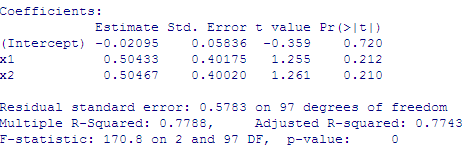 Coefficients:
Estimate Std. Error t value Pr(>|t|)
(Intercept) -0.02095 0.05836 -0.359 0.720
x1 0.50433 0.40175 1.255 0.212
x2 0.50467 0.40020 1.261 0.210
Residual standard error: 0.5783 on 97 degrees of freedom
Multiple R-Squared: 0.7788, Adjusted R-squared: 0.7743
F-statistic: 170.8 on 2 and 97 DF, p-value: 0